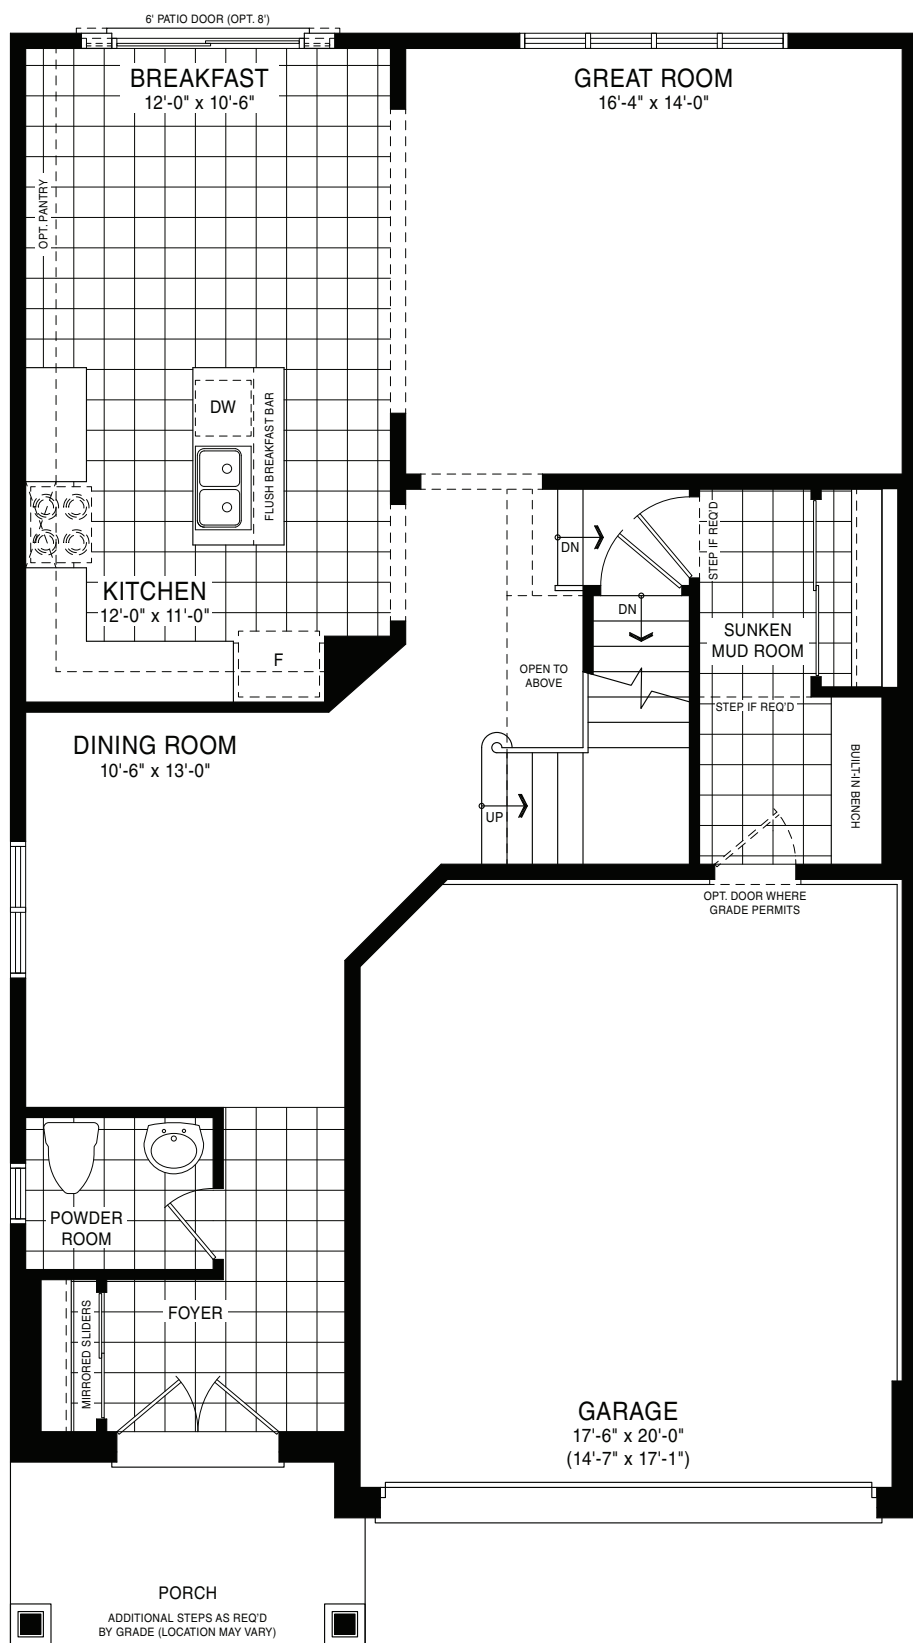 6' PATIO DOOR (OPT. 8')
BREAKFAST
12'-0" x 10'-6"
GREAT ROOM
16'-4" x 14'-0"
OPT. PANTRY
DW
FLUSH BREAKFAST BAR
KITCHEN
12'-0" x 11'-0"
F
DN
STEP IF REQ'D
DN
SUNKEN
MUD ROOM
OPEN TO
ABOVE
STEP IF REQ'D
DINING ROOM
10'-6" x 13'-0"
UP
BUILT-IN BENCH
OPT. DOOR WHERE
GRADE PERMITS
POWDER
ROOM
FOYER
MIRRORED SLIDERS
GARAGE
17'-6" x 20'-0"
(14'-7" x 17'-1")
PORCH
ADDITIONAL STEPS AS REQ'D
BY GRADE (LOCATION MAY VARY)